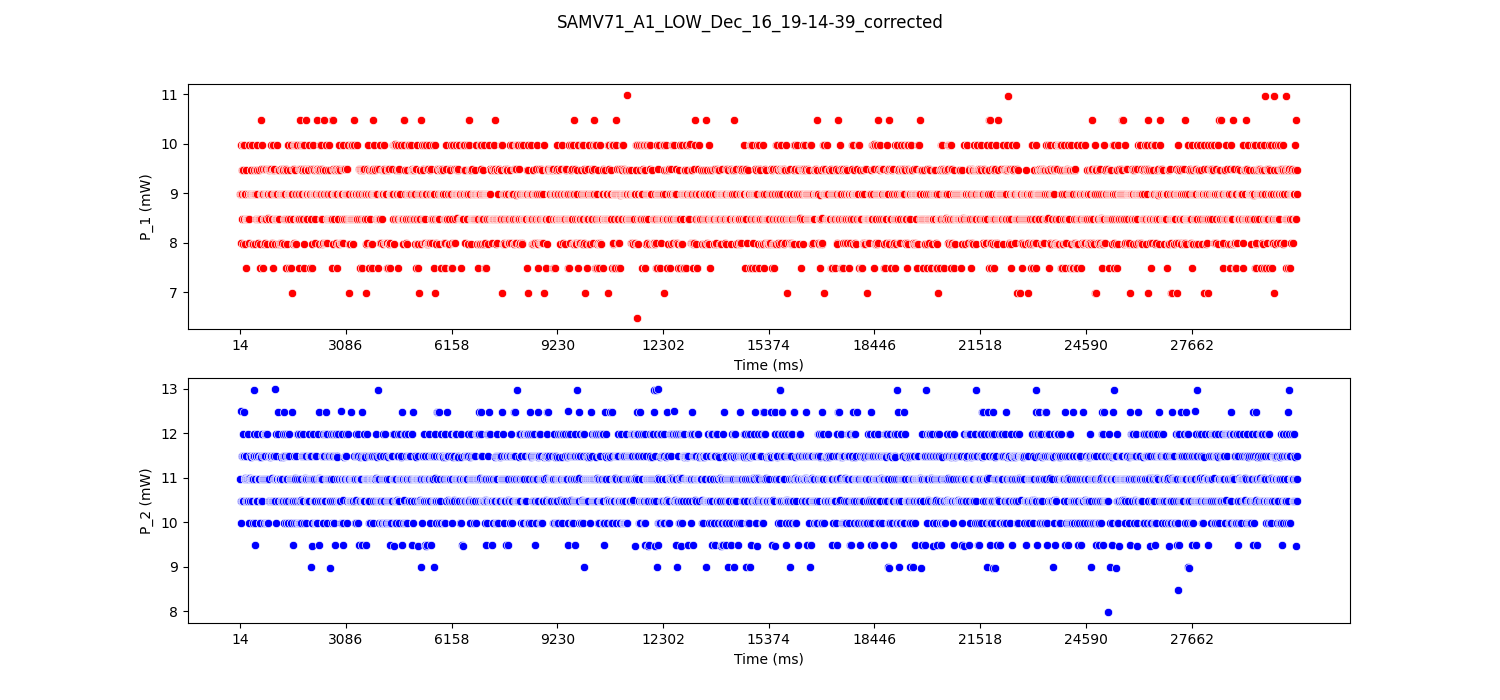 SAMV71_A1_LOW_Dec_16_19-14-39_corrected
P_1 (mW)
11
10
9
8
7
14 3086 6158 9230 12302 15374 18446 21518 24590 27662
Time (ms)
P_2 (mW)
13
12
11
10
9
8
14 3086 6158 9230 12302 15374 18446 21518 24590 27662
Time (ms)